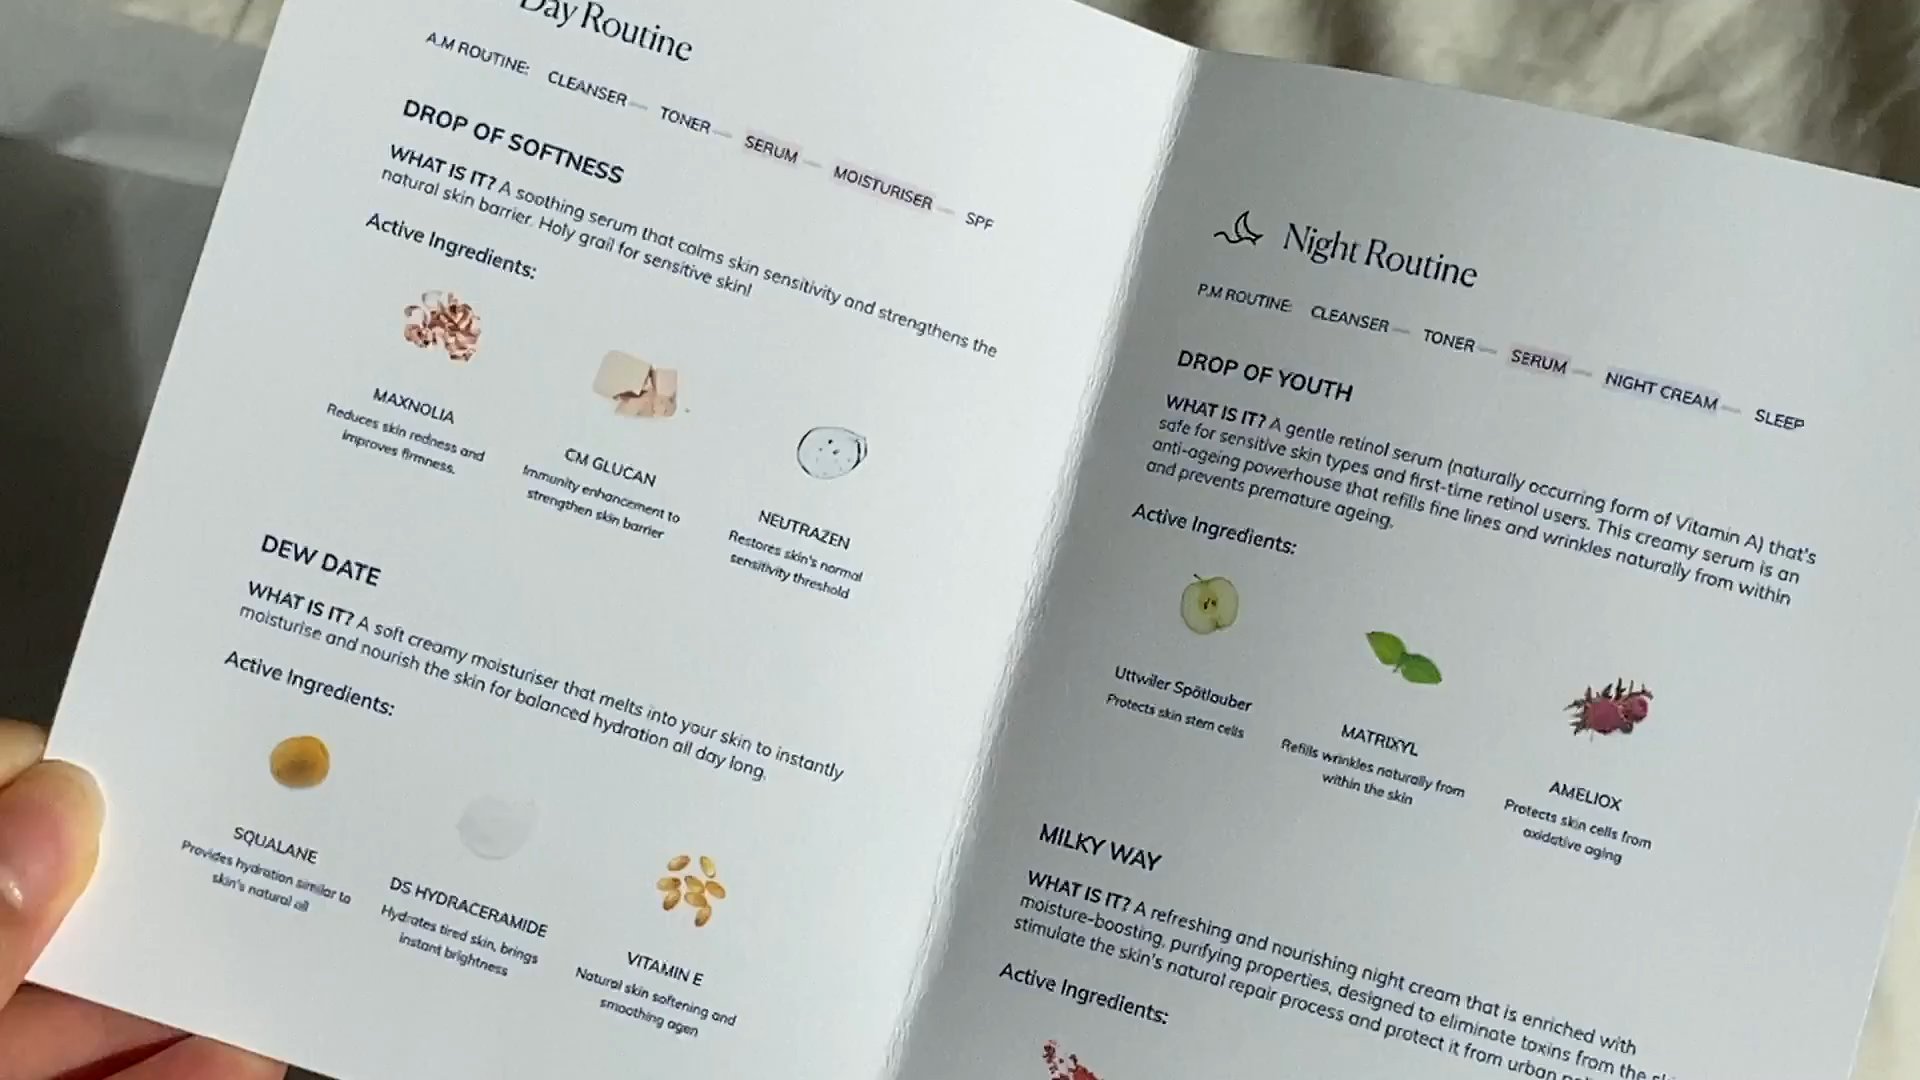 Day Routine
A.M ROUTINE: CLEANSER — TONER — SERUM — MOISTURISER — SPF
DROP OF SOFTNESS
WHAT IS IT? A soothing serum that calms skin sensitivity and strengthens the
natural skin barrier. Holy grail for sensitive skin!
Active Ingredients:
MAXNOLIA
Reduces skin redness and
improves firmness.
CM GLUCAN
Immunity enhancement to
strengthen skin barrier
NEUTRAZEN
Restores skin's normal
sensitivity threshold
DEW DATE
WHAT IS IT? A soft creamy moisturiser that melts into your skin to instantly
moisturise and nourish the skin for balanced hydration all day long.
Active Ingredients:
SQUALANE
Provides hydration similar to
skin's natural oil
DS HYDRACERAMIDE
Hydrates tired skin, brings
instant brightness
VITAMIN E
Natural skin softening and
smoothing agen
Night Routine
P.M ROUTINE: CLEANSER — TONER — SERUM — NIGHT CREAM — SLEEP
DROP OF YOUTH
WHAT IS IT? A gentle retinol serum (naturally occurring form of Vitamin A) that's
safe for sensitive skin types and first-time retinol users. This creamy serum is an
anti-ageing powerhouse that refills fine lines and wrinkles naturally from within
and prevents premature ageing.
Active Ingredients:
Uttwiler Spötlauber
Protects skin stem cells
MATRIXYL
Refills wrinkles naturally from
within the skin
AMELIOX
Protects skin cells from
oxidative aging
MILKY WAY
WHAT IS IT? A refreshing and nourishing night cream that is enriched with
moisture-boosting, purifying properties, designed to eliminate toxins from the
stimulate the skin's natural repair process and protect it from urban
Active Ingredients: